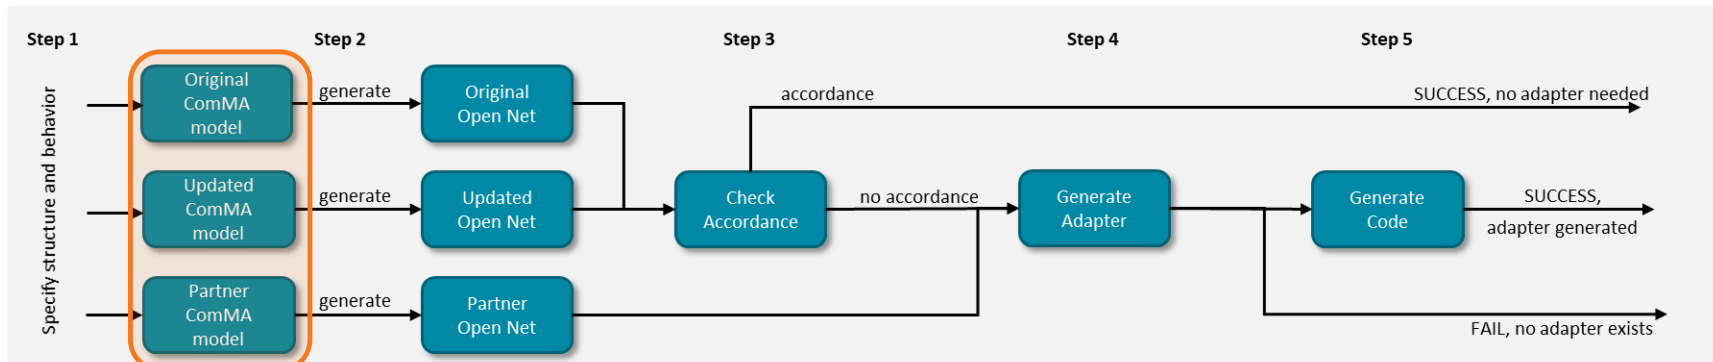 Step 1
Step 2
Step 3
Step 4
Step 5
Specify structure and behavior
Original
ComMA
model
generate
Original
Open Net
accordance
SUCCESS, no adapter needed
Updated
ComMA
model
generate
Updated
Open Net
Check
Accordance
no accordance
Generate
Adapter
Generate
Code
SUCCESS,
adapter generated
Partner
ComMA
model
generate
Partner
Open Net
FAIL, no adapter exists